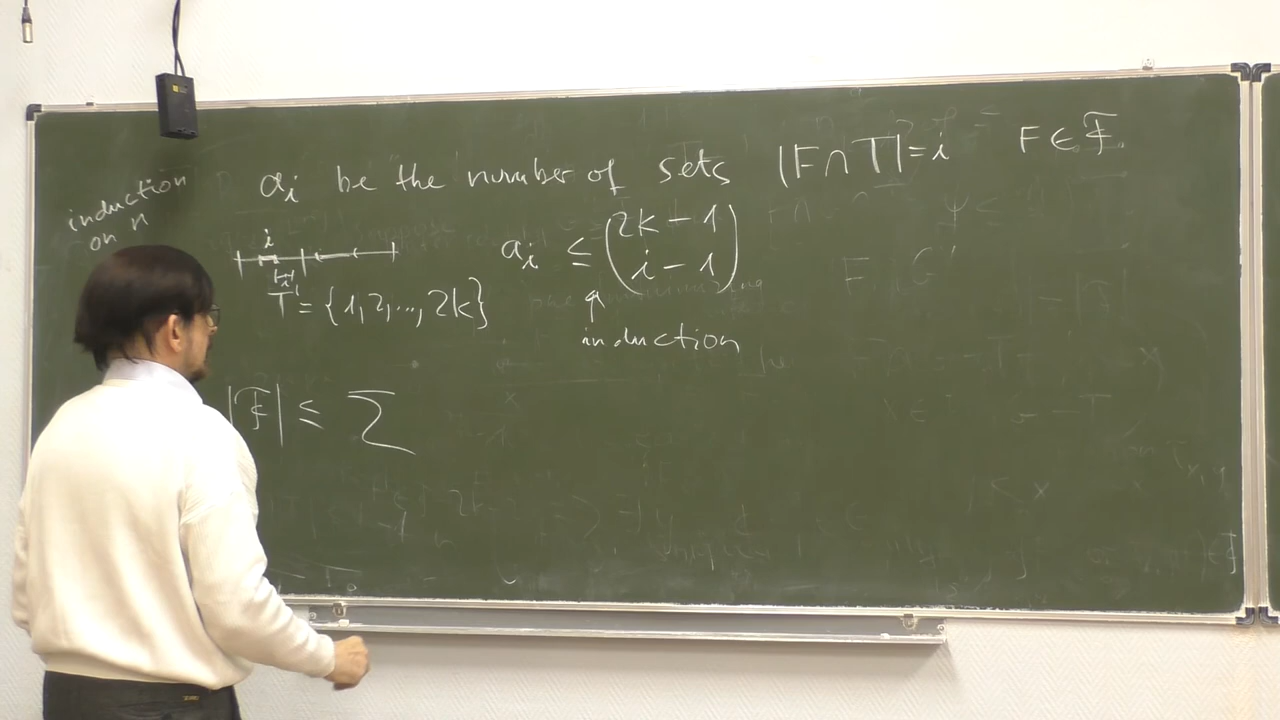 a_i be the number of sets |F∩T|=i F∈ℱ.
induction
on n
i
a_i ≤ (2k-1 choose i-1)
T = {1,2,...,2k}
induction
|ℱ| ≤ Σ